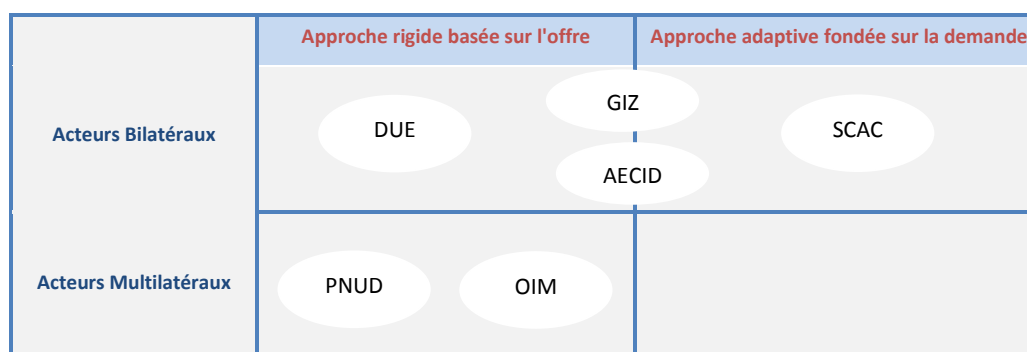 Approche rigide basée sur l'offre
Approche adaptive fondée sur la demande
Acteurs Bilatéraux
DUE
GIZ
AECID
SCAC
Acteurs Multilatéraux
PNUD
OIM